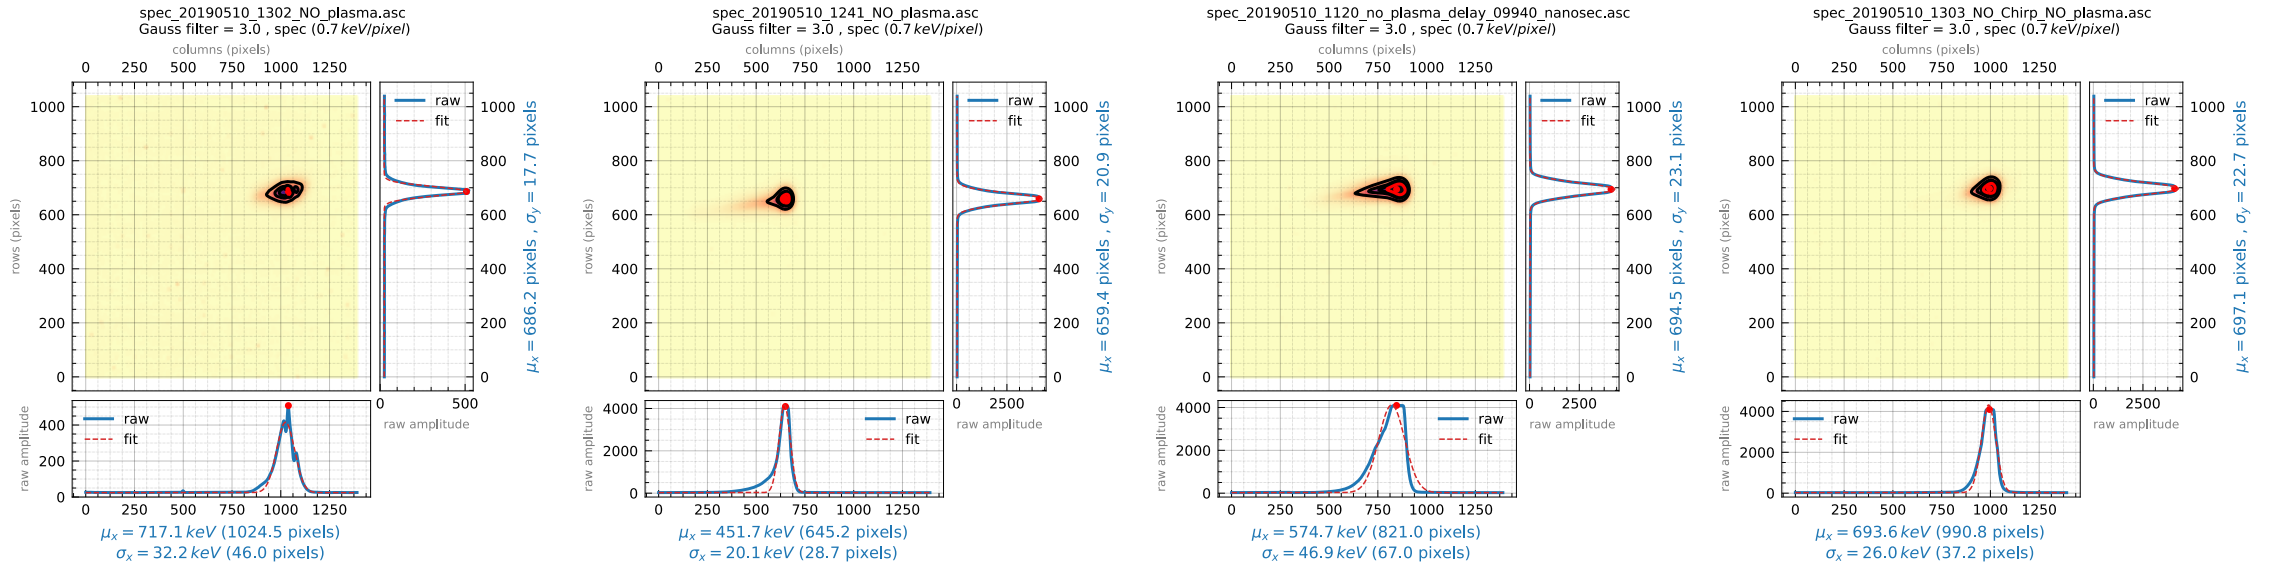 spec_20190510_1302_NO_plasma.asc
Gauss filter = 3.0 , spec (0.7 keV/pixel)
columns (pixels)
0 250 500 750 1000 1250
1000
800
600
400
200
0
rows (pixels)
raw
fit
1000
800
600
400
200
0
0 500
raw amplitude
μx = 686.2 pixels , σy = 17.7 pixels
400
200
0
raw amplitude
raw
fit
0 250 500 750 1000 1250
μx = 717.1 keV (1024.5 pixels)
σx = 32.2 keV (46.0 pixels)
spec_20190510_1241_NO_plasma.asc
Gauss filter = 3.0 , spec (0.7 keV/pixel)
columns (pixels)
0 250 500 750 1000 1250
1000
800
600
400
200
0
rows (pixels)
raw
fit
1000
800
600
400
200
0
0 2500
raw amplitude
μx = 659.4 pixels , σy = 20.9 pixels
4000
2000
0
raw amplitude
raw
fit
0 250 500 750 1000 1250
μx = 451.7 keV (645.2 pixels)
σx = 20.1 keV (28.7 pixels)
spec_20190510_1120_no_plasma_delay_09940_nanosec.asc
Gauss filter = 3.0 , spec (0.7 keV/pixel)
columns (pixels)
0 250 500 750 1000 1250
1000
800
600
400
200
0
rows (pixels)
raw
fit
1000
800
600
400
200
0
0 2500
raw amplitude
μx = 694.5 pixels , σy = 23.1 pixels
4000
2000
0
raw amplitude
raw
fit
0 250 500 750 1000 1250
μx = 574.7 keV (821.0 pixels)
σx = 46.9 keV (67.0 pixels)
spec_20190510_1303_NO_Chirp_NO_plasma.asc
Gauss filter = 3.0 , spec (0.7 keV/pixel)
columns (pixels)
0 250 500 750 1000 1250
1000
800
600
400
200
0
rows (pixels)
raw
fit
1000
800
600
400
200
0
0 2500
raw amplitude
μx = 697.1 pixels , σy = 22.7 pixels
4000
2000
0
raw amplitude
raw
fit
0 250 500 750 1000 1250
μx = 693.6 keV (990.8 pixels)
σx = 26.0 keV (37.2 pixels)